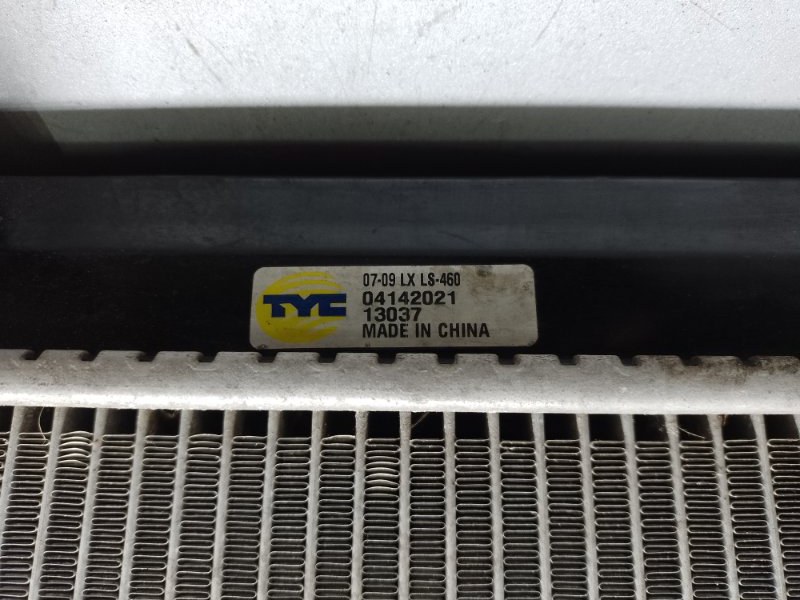 TYC
07-09 LX LS-460
04142021
13037
MADE IN CHINA